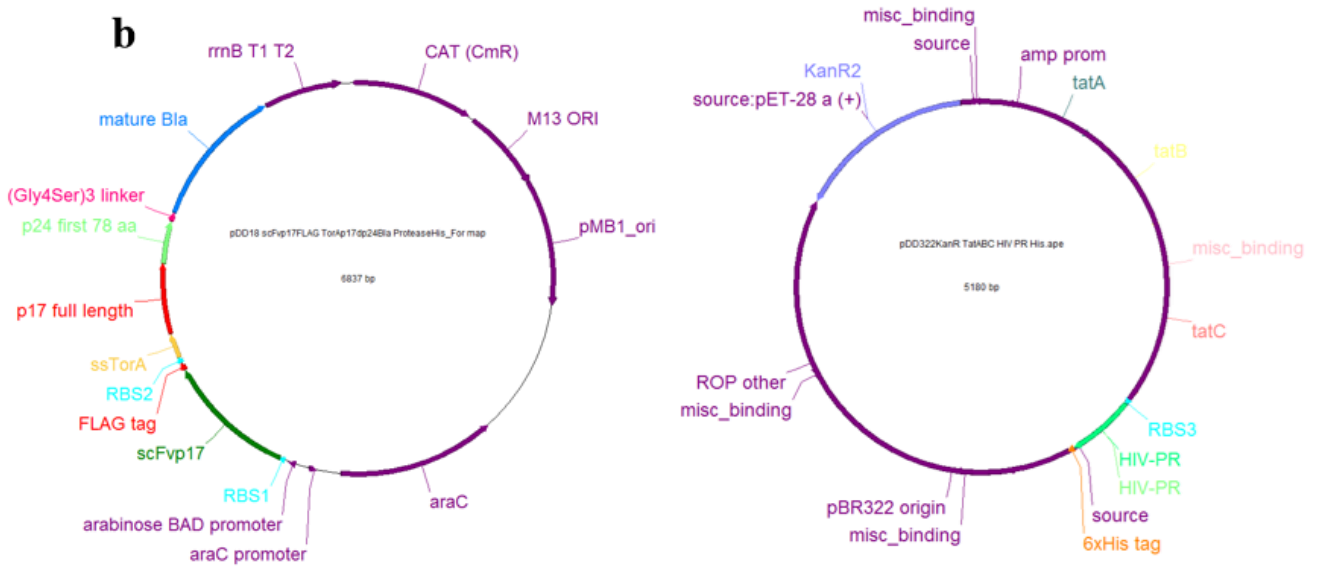 b
rrnB T1 T2
CAT (CmR)
mature Bla
M13 ORI
(Gly4Ser)3 linker
p24 first 78 aa
pDD18 scFvp17FLAG TorAp17dp24Bla ProteaseHis_For map
pMB1_ori
6837 bp
p17 full length
ssTorA
RBS2
FLAG tag
scFvp17
RBS1
arabinose BAD promoter
araC promoter
araC
misc_binding
source
amp prom
KanR2
tatA
source:pET-28 a (+)
tatB
pDD322KanR TatABC HIV PR His.ape
misc_binding
5180 bp
tatC
ROP other
misc_binding
RBS3
HIV-PR
HIV-PR
pBR322 origin
source
misc_binding
6xHis tag